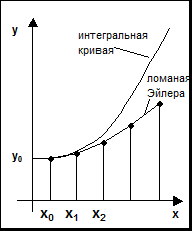 y
интегральная
кривая
ломаная
Эйлера
y₀
x₀ x₁ x₂ x